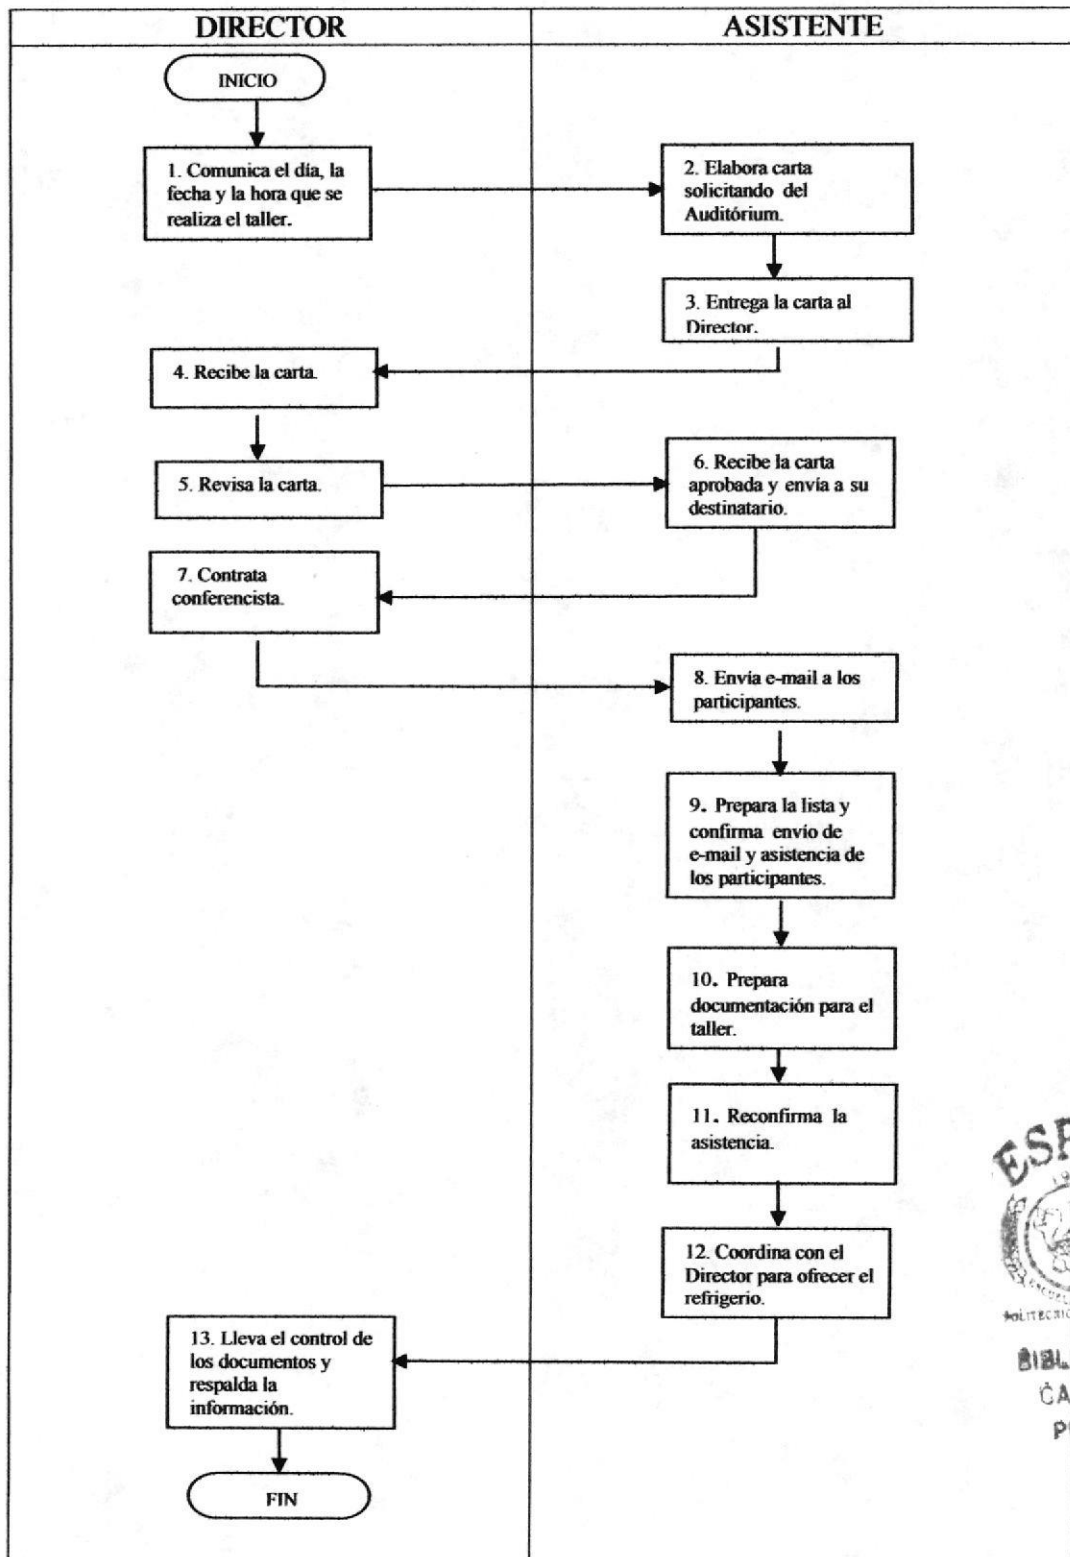 DIRECTOR
ASISTENTE
INICIO
1. Comunica el día, la
fecha y la hora que se
realiza el taller.
2. Elabora carta
solicitando del
Auditórium.
3. Entrega la carta al
Director.
4. Recibe la carta.
5. Revisa la carta.
6. Recibe la carta
aprobada y envía a su
destinatario.
7. Contrata
conferencista.
8. Envía e-mail a los
participantes.
9. Prepara la lista y
confirma envío de
e-mail y asistencia de
los participantes.
10. Prepara
documentación para el
taller.
11. Reconfirma la
asistencia.
12. Coordina con el
Director para ofrecer el
refrigerio.
13. Lleva el control de
los documentos y
respalda la
información.
FIN